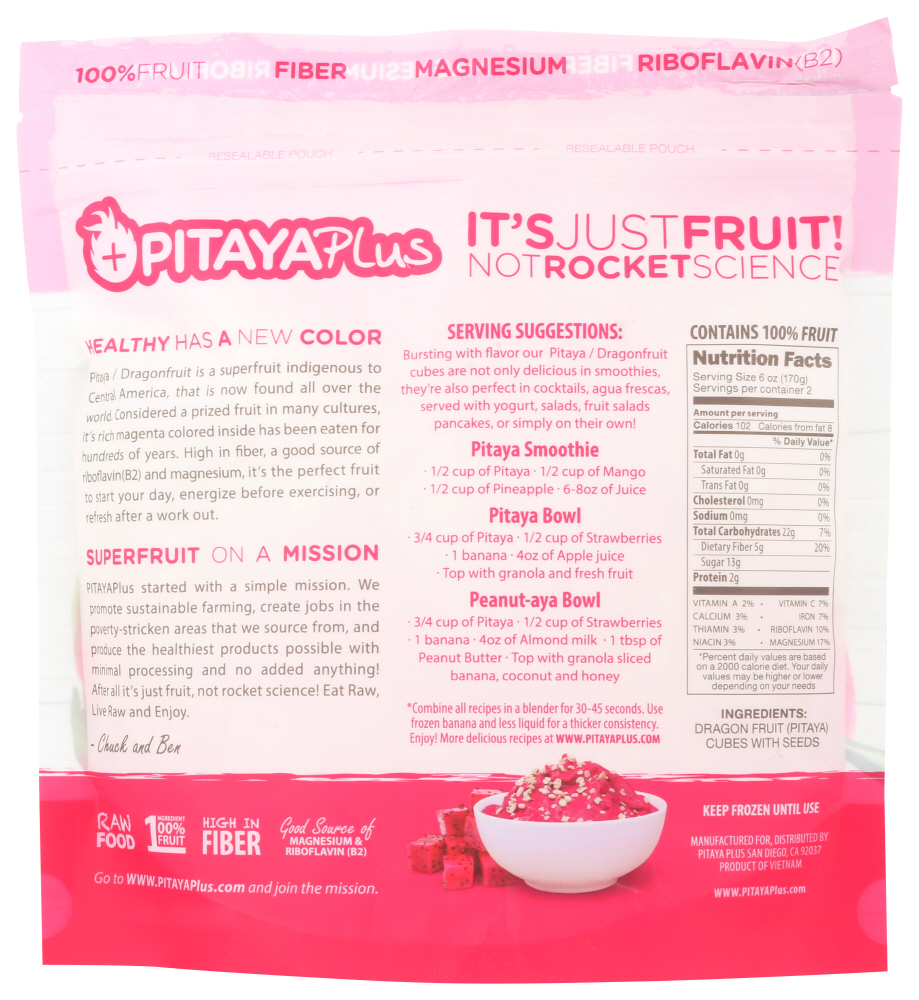 100%FRUIT FIBER MAGNESIUM RIBOFLAVIN(B2)
RESEALABLE POUCH RESEALABLE POUCH
PITAYAPlus
IT'S JUST FRUIT!
NOT ROCKET SCIENCE
HEALTHY HAS A NEW COLOR
Pitaya / Dragonfruit is a superfruit indigenous to
Central America, that is now found all over the
world. Considered a prized fruit in many cultures,
it's rich magenta colored inside has been eaten for
hundreds of years. High in fiber, a good source of
riboflavin(B2) and magnesium, it's the perfect fruit
to start your day, energize before exercising, or
refresh after a work out.
SUPERFRUIT ON A MISSION
PITAYAPlus started with a simple mission. We
promote sustainable farming, create jobs in the
poverty-stricken areas that we source from, and
produce the healthiest products possible with
minimal processing and no added anything!
After all it's just fruit, not rocket science! Eat Raw,
Live Raw and Enjoy.
- Chuck and Ben
SERVING SUGGESTIONS:
Bursting with flavor our Pitaya / Dragonfruit
cubes are not only delicious in smoothies,
they're also perfect in cocktails, agua frescas,
served with yogurt, salads, fruit salads
pancakes, or simply on their own!
Pitaya Smoothie
· 1/2 cup of Pitaya · 1/2 cup of Mango
· 1/2 cup of Pineapple · 6-8oz of Juice
Pitaya Bowl
· 3/4 cup of Pitaya · 1/2 cup of Strawberries
· 1 banana · 4oz of Apple juice
· Top with granola and fresh fruit
Peanut-aya Bowl
· 3/4 cup of Pitaya · 1/2 cup of Strawberries
· 1 banana · 4oz of Almond milk · 1 tbsp of
Peanut Butter · Top with granola sliced
banana, coconut and honey
*Combine all recipes in a blender for 30-45 seconds. Use
frozen banana and less liquid for a thicker consistency.
Enjoy! More delicious recipes at WWW.PITAYAPLUS.COM
CONTAINS 100% FRUIT
Nutrition Facts
Serving Size 6 oz (170g)
Servings per container 2
Amount per serving
Calories 102 Calories from fat 8
% Daily Value*
Total Fat 0g 0%
Saturated Fat 0g 0%
Trans Fat 0g 0%
Cholesterol 0mg 0%
Sodium 0mg 0%
Total Carbohydrates 22g 7%
Dietary Fiber 5g 20%
Sugar 13g
Protein 2g
VITAMIN A 2% • VITAMIN C 7%
CALCIUM 3% • IRON 7%
THIAMIN 3% • RIBOFLAVIN 10%
NIACIN 3% • MAGNESIUM 17%
*Percent daily values are based
on a 2000 calorie diet. Your daily
values may be higher or lower
depending on your needs
INGREDIENTS:
DRAGON FRUIT (PITAYA)
CUBES WITH SEEDS
RAW
FOOD
1 INGREDIENT
100%
FRUIT
HIGH IN
FIBER
Good Source of
MAGNESIUM &
RIBOFLAVIN (B2)
Go to WWW.PITAYAPlus.com and join the mission.
KEEP FROZEN UNTIL USE
MANUFACTURED FOR, DISTRIBUTED BY
PITAYA PLUS SAN DIEGO, CA 92037
PRODUCT OF VIETNAM
WWW.PITAYAPlus.com